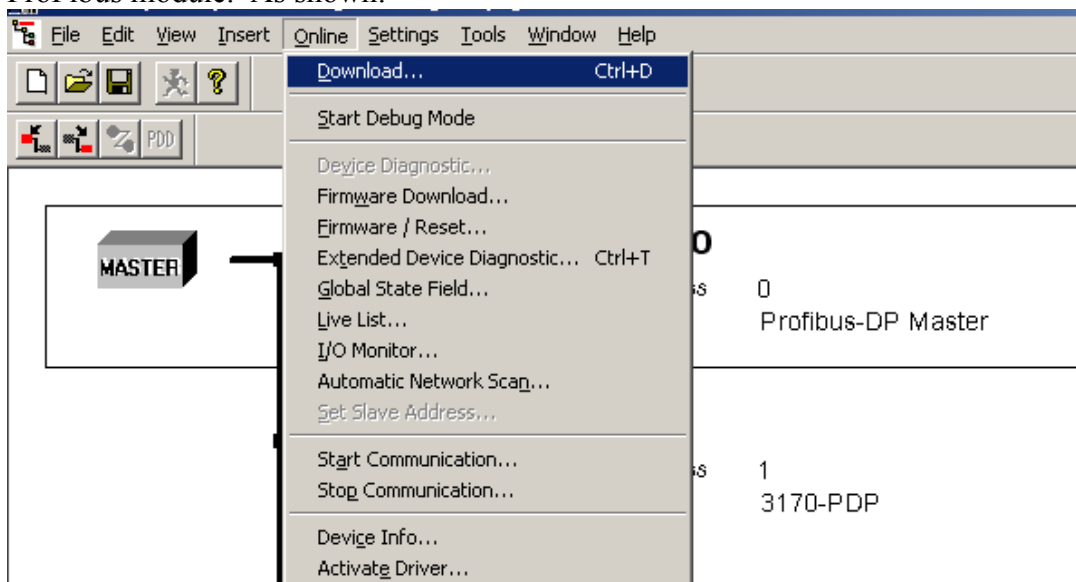 ProFibus module. As shown.
File Edit View Insert Online Settings Tools Window Help
Download... Ctrl+D
Start Debug Mode
PDD
Device Diagnostic...
Firmware Download...
Firmware / Reset...
MASTER
Extended Device Diagnostic... Ctrl+T
Global State Field... ss 0
Live List... Profibus-DP Master
I/O Monitor...
Automatic Network Scan...
Set Slave Address...
Start Communication... ss 1
Stop Communication...
3170-PDP
Device Info...
Activate Driver...